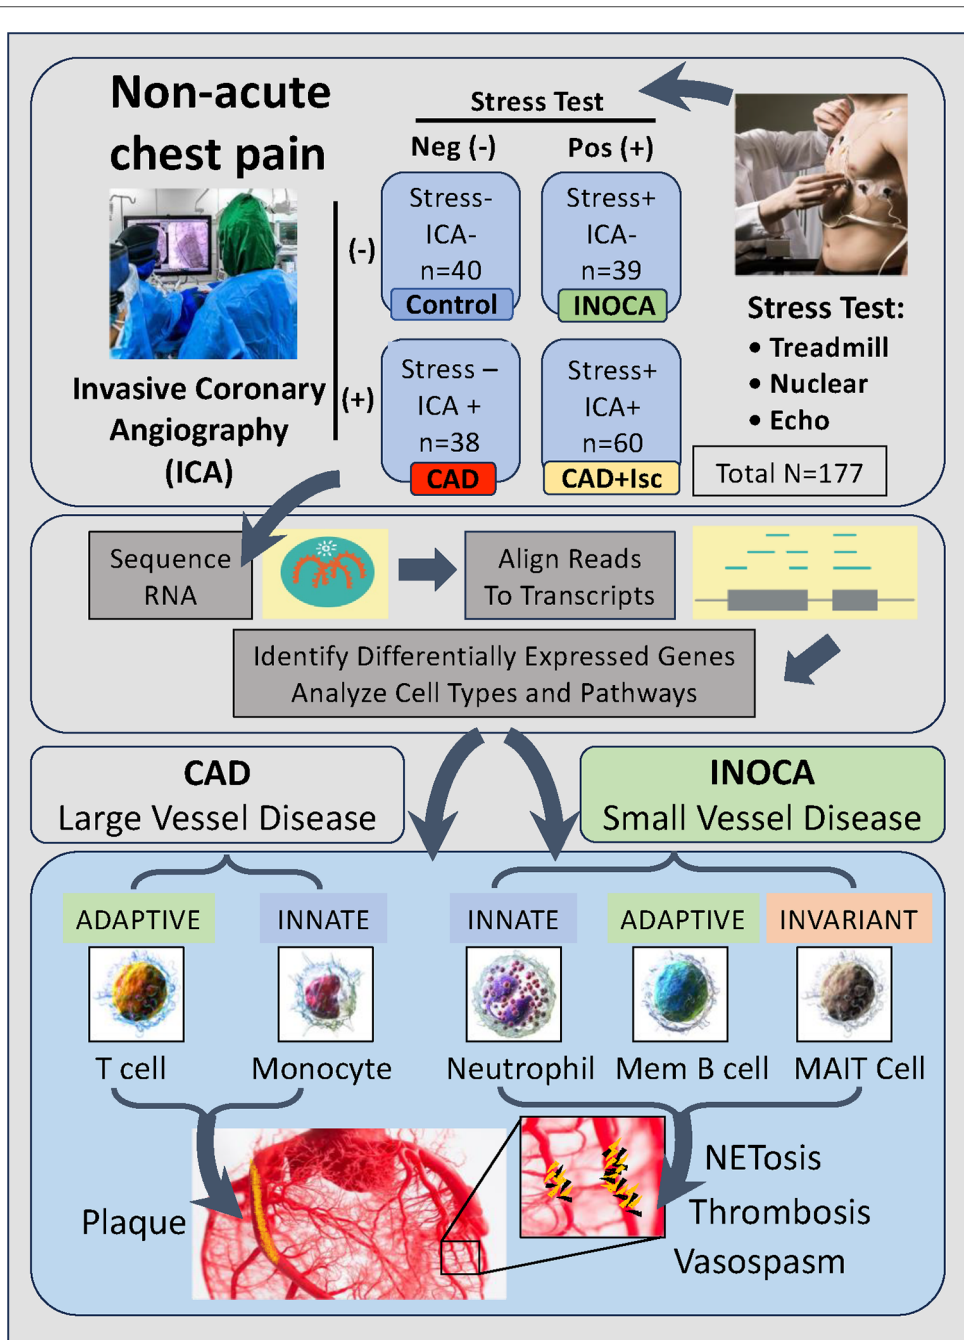 Non-acute
chest pain
Stress Test
Neg (-)
Pos (+)
(-)
Stress-
ICA-
n=40
Control
Stress+
ICA-
n=39
INOCA
(+)
Stress –
ICA +
n=38
CAD
Stress+
ICA+
n=60
CAD+Isc
Invasive Coronary
Angiography
(ICA)
Stress Test:
• Treadmill
• Nuclear
• Echo
Total N=177
Sequence
RNA
Align Reads
To Transcripts
Identify Differentially Expressed Genes
Analyze Cell Types and Pathways
CAD
Large Vessel Disease
INOCA
Small Vessel Disease
ADAPTIVE
INNATE
INNATE
ADAPTIVE
INVARIANT
T cell
Monocyte
Neutrophil
Mem B cell
MAIT Cell
Plaque
NETosis
Thrombosis
Vasospasm